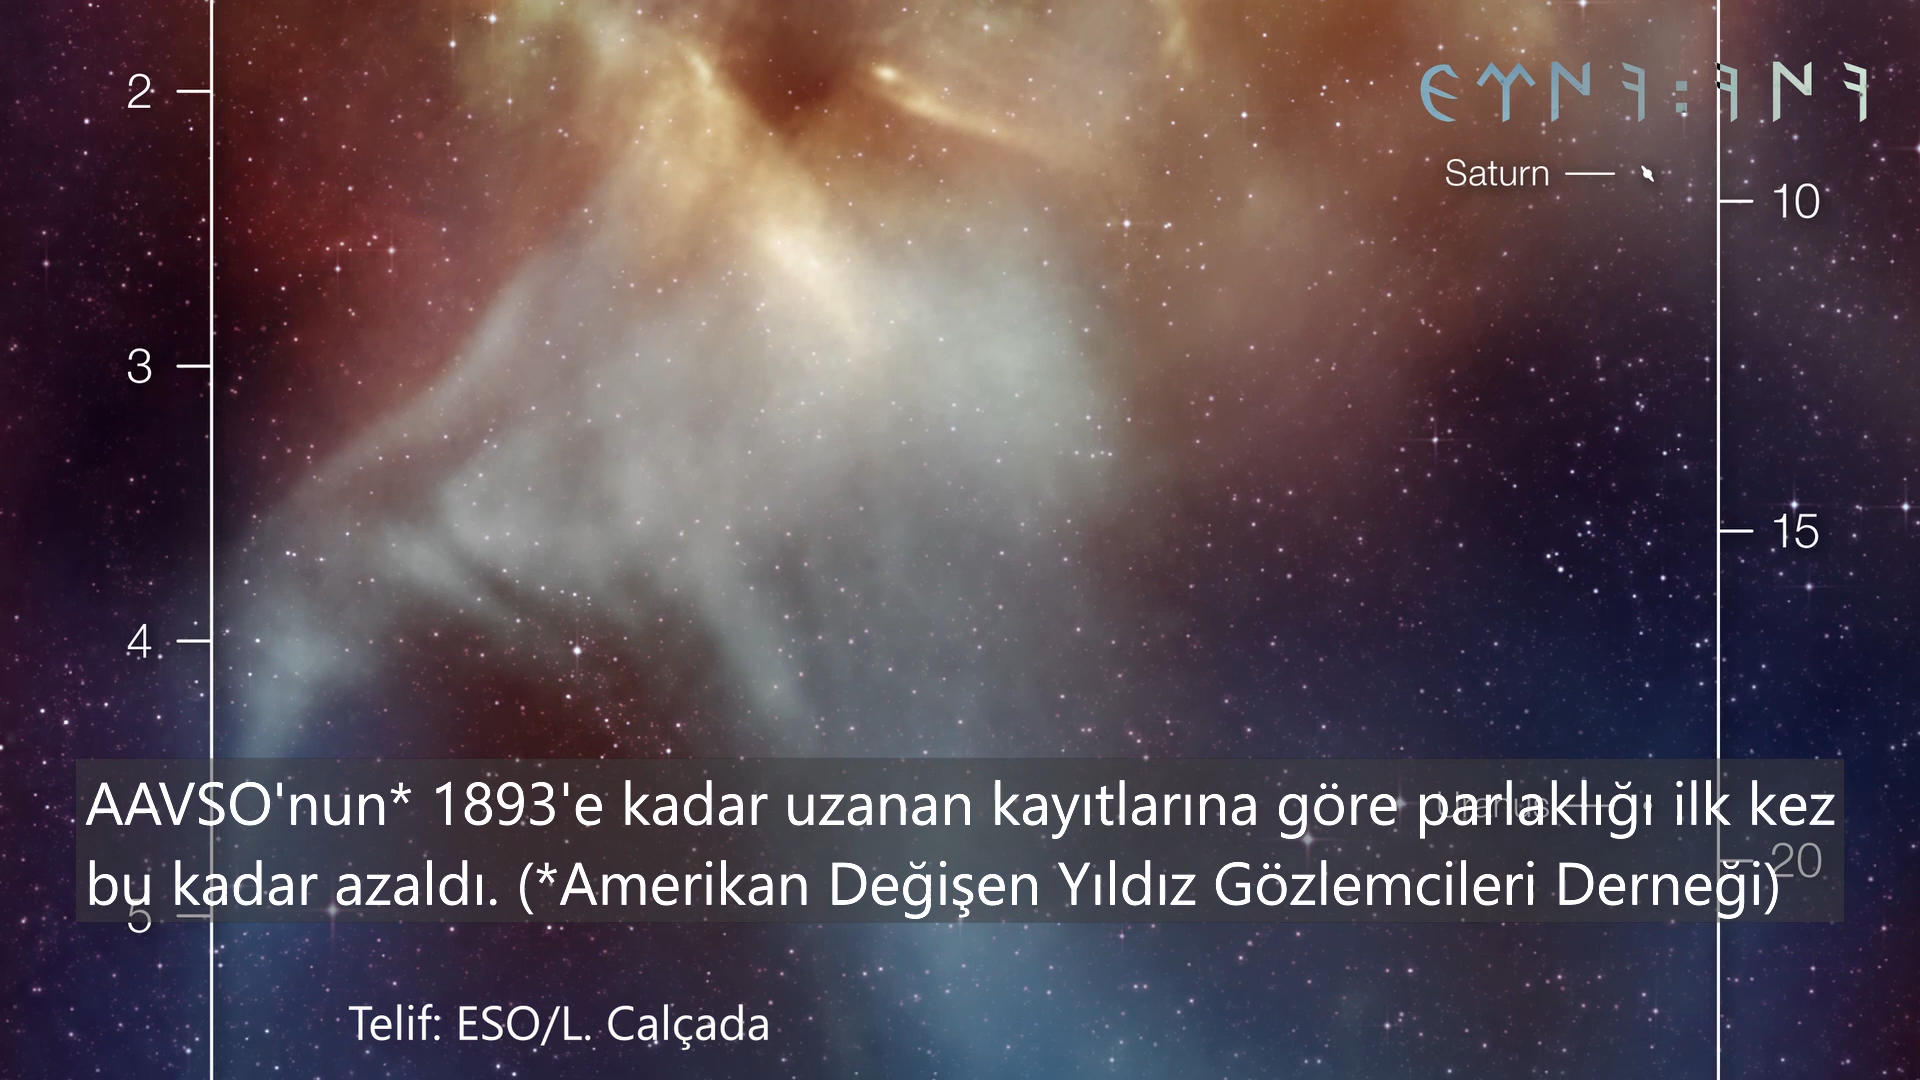 2
Saturn
10
3
15
4
AAVSO'nun* 1893'e kadar uzanan kayıtlarına göre parlaklığı ilk kez
Uranus
bu kadar azaldı. (*Amerikan Değişen Yıldız Gözlemcileri Derneği)
20
5
Telif: ESO/L. Calçada